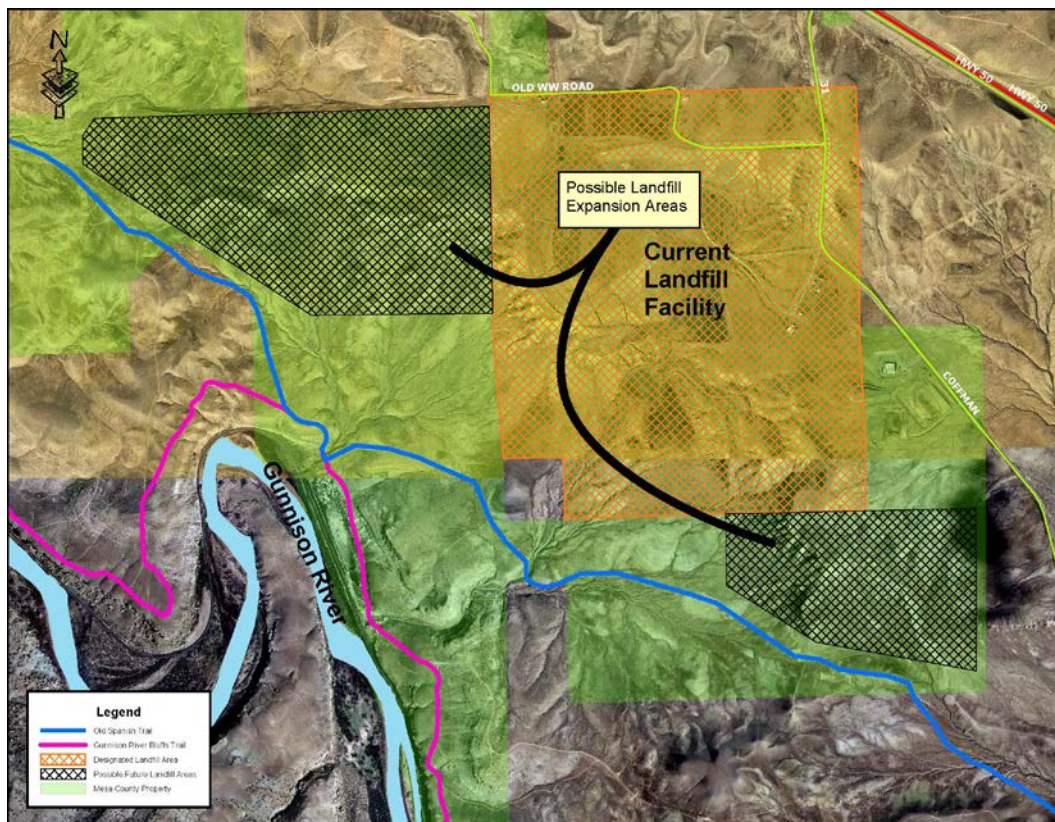 N
HWY 50
HWY 50
OLD WW ROAD
31
Possible Landfill
Expansion Areas
Current
Landfill
Facility
COFFMAN
Gunnison River
Legend
Old Spanish Trail
Gunnison River Bluffs Trail
Designated Landfill Area
Possible Future Landfill Areas
Mesa County Property